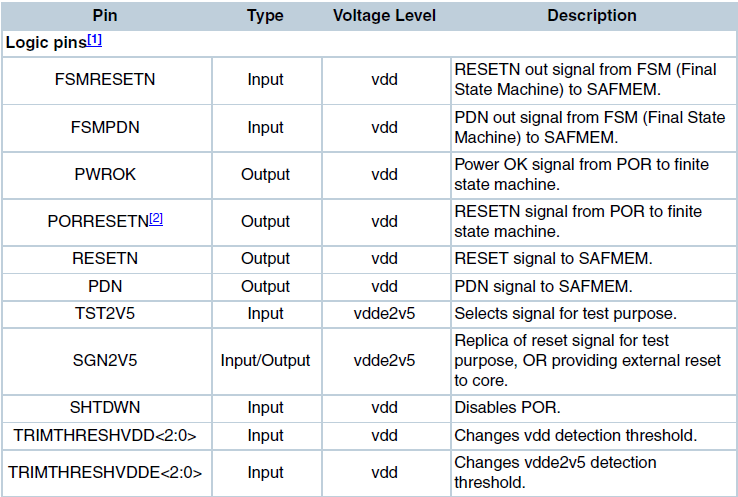 Pin Type Voltage Level Description
Logic pins[1]
FSMRESETN Input vdd RESETN out signal from FSM (Final
State Machine) to SAFMEM.
FSMPDN Input vdd PDN out signal from FSM (Final State
Machine) to SAFMEM.
PWROK Output vdd Power OK signal from POR to finite
state machine.
PORRESETN[2] Output vdd RESETN signal from POR to finite
state machine.
RESETN Output vdd RESET signal to SAFMEM.
PDN Output vdd PDN signal to SAFMEM.
TST2V5 Input vdde2v5 Selects signal for test purpose.
SGN2V5 Input/Output vdde2v5 Replica of reset signal for test
purpose, OR providing external reset
to core.
SHTDWN Input vdd Disables POR.
TRIMTHRESHVDD<2:0> Input vdd Changes vdd detection threshold.
TRIMTHRESHVDDE<2:0> Input vdd Changes vdde2v5 detection
threshold.